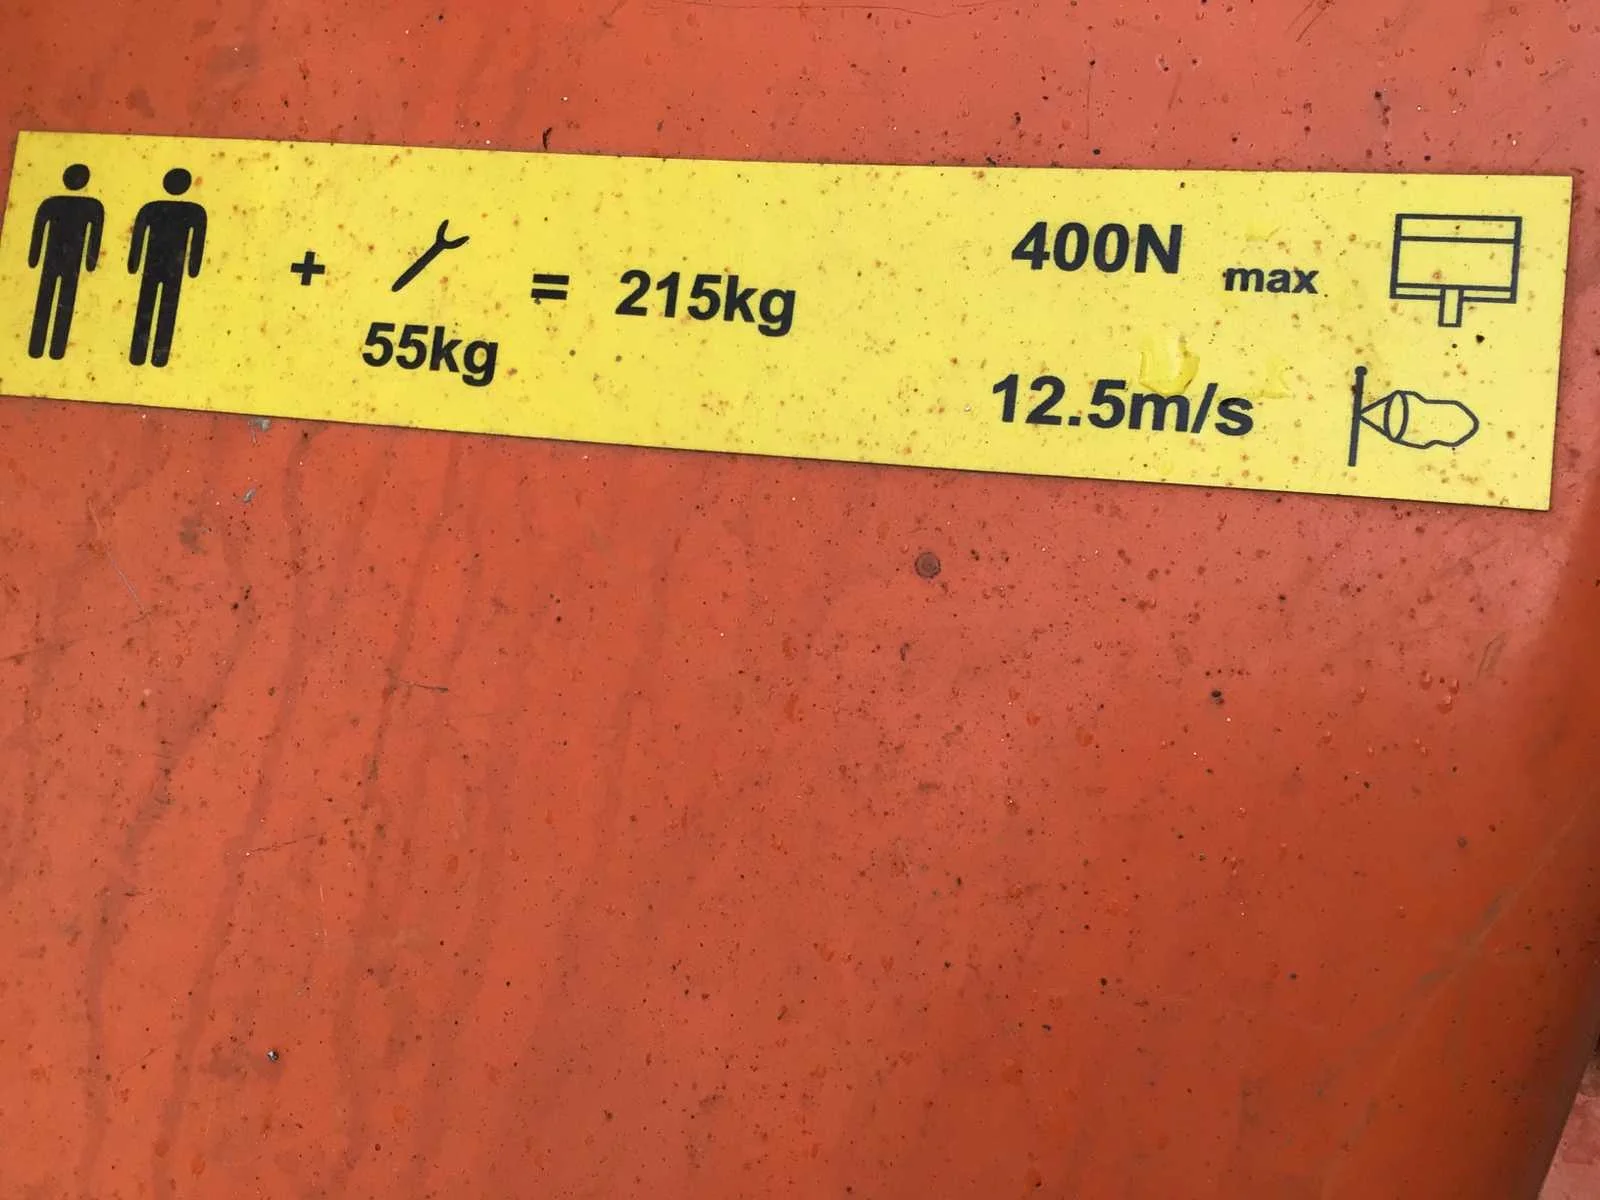 + = 215kg
55kg
400N max
12.5m/s